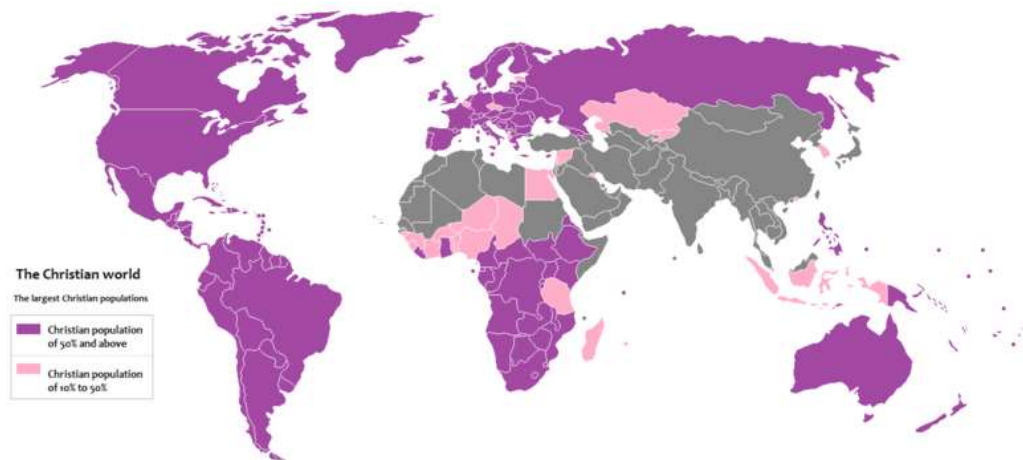 The Christian world
The largest Christian populations
Christian population
of 50% and above
Christian population
of 10% to 50%